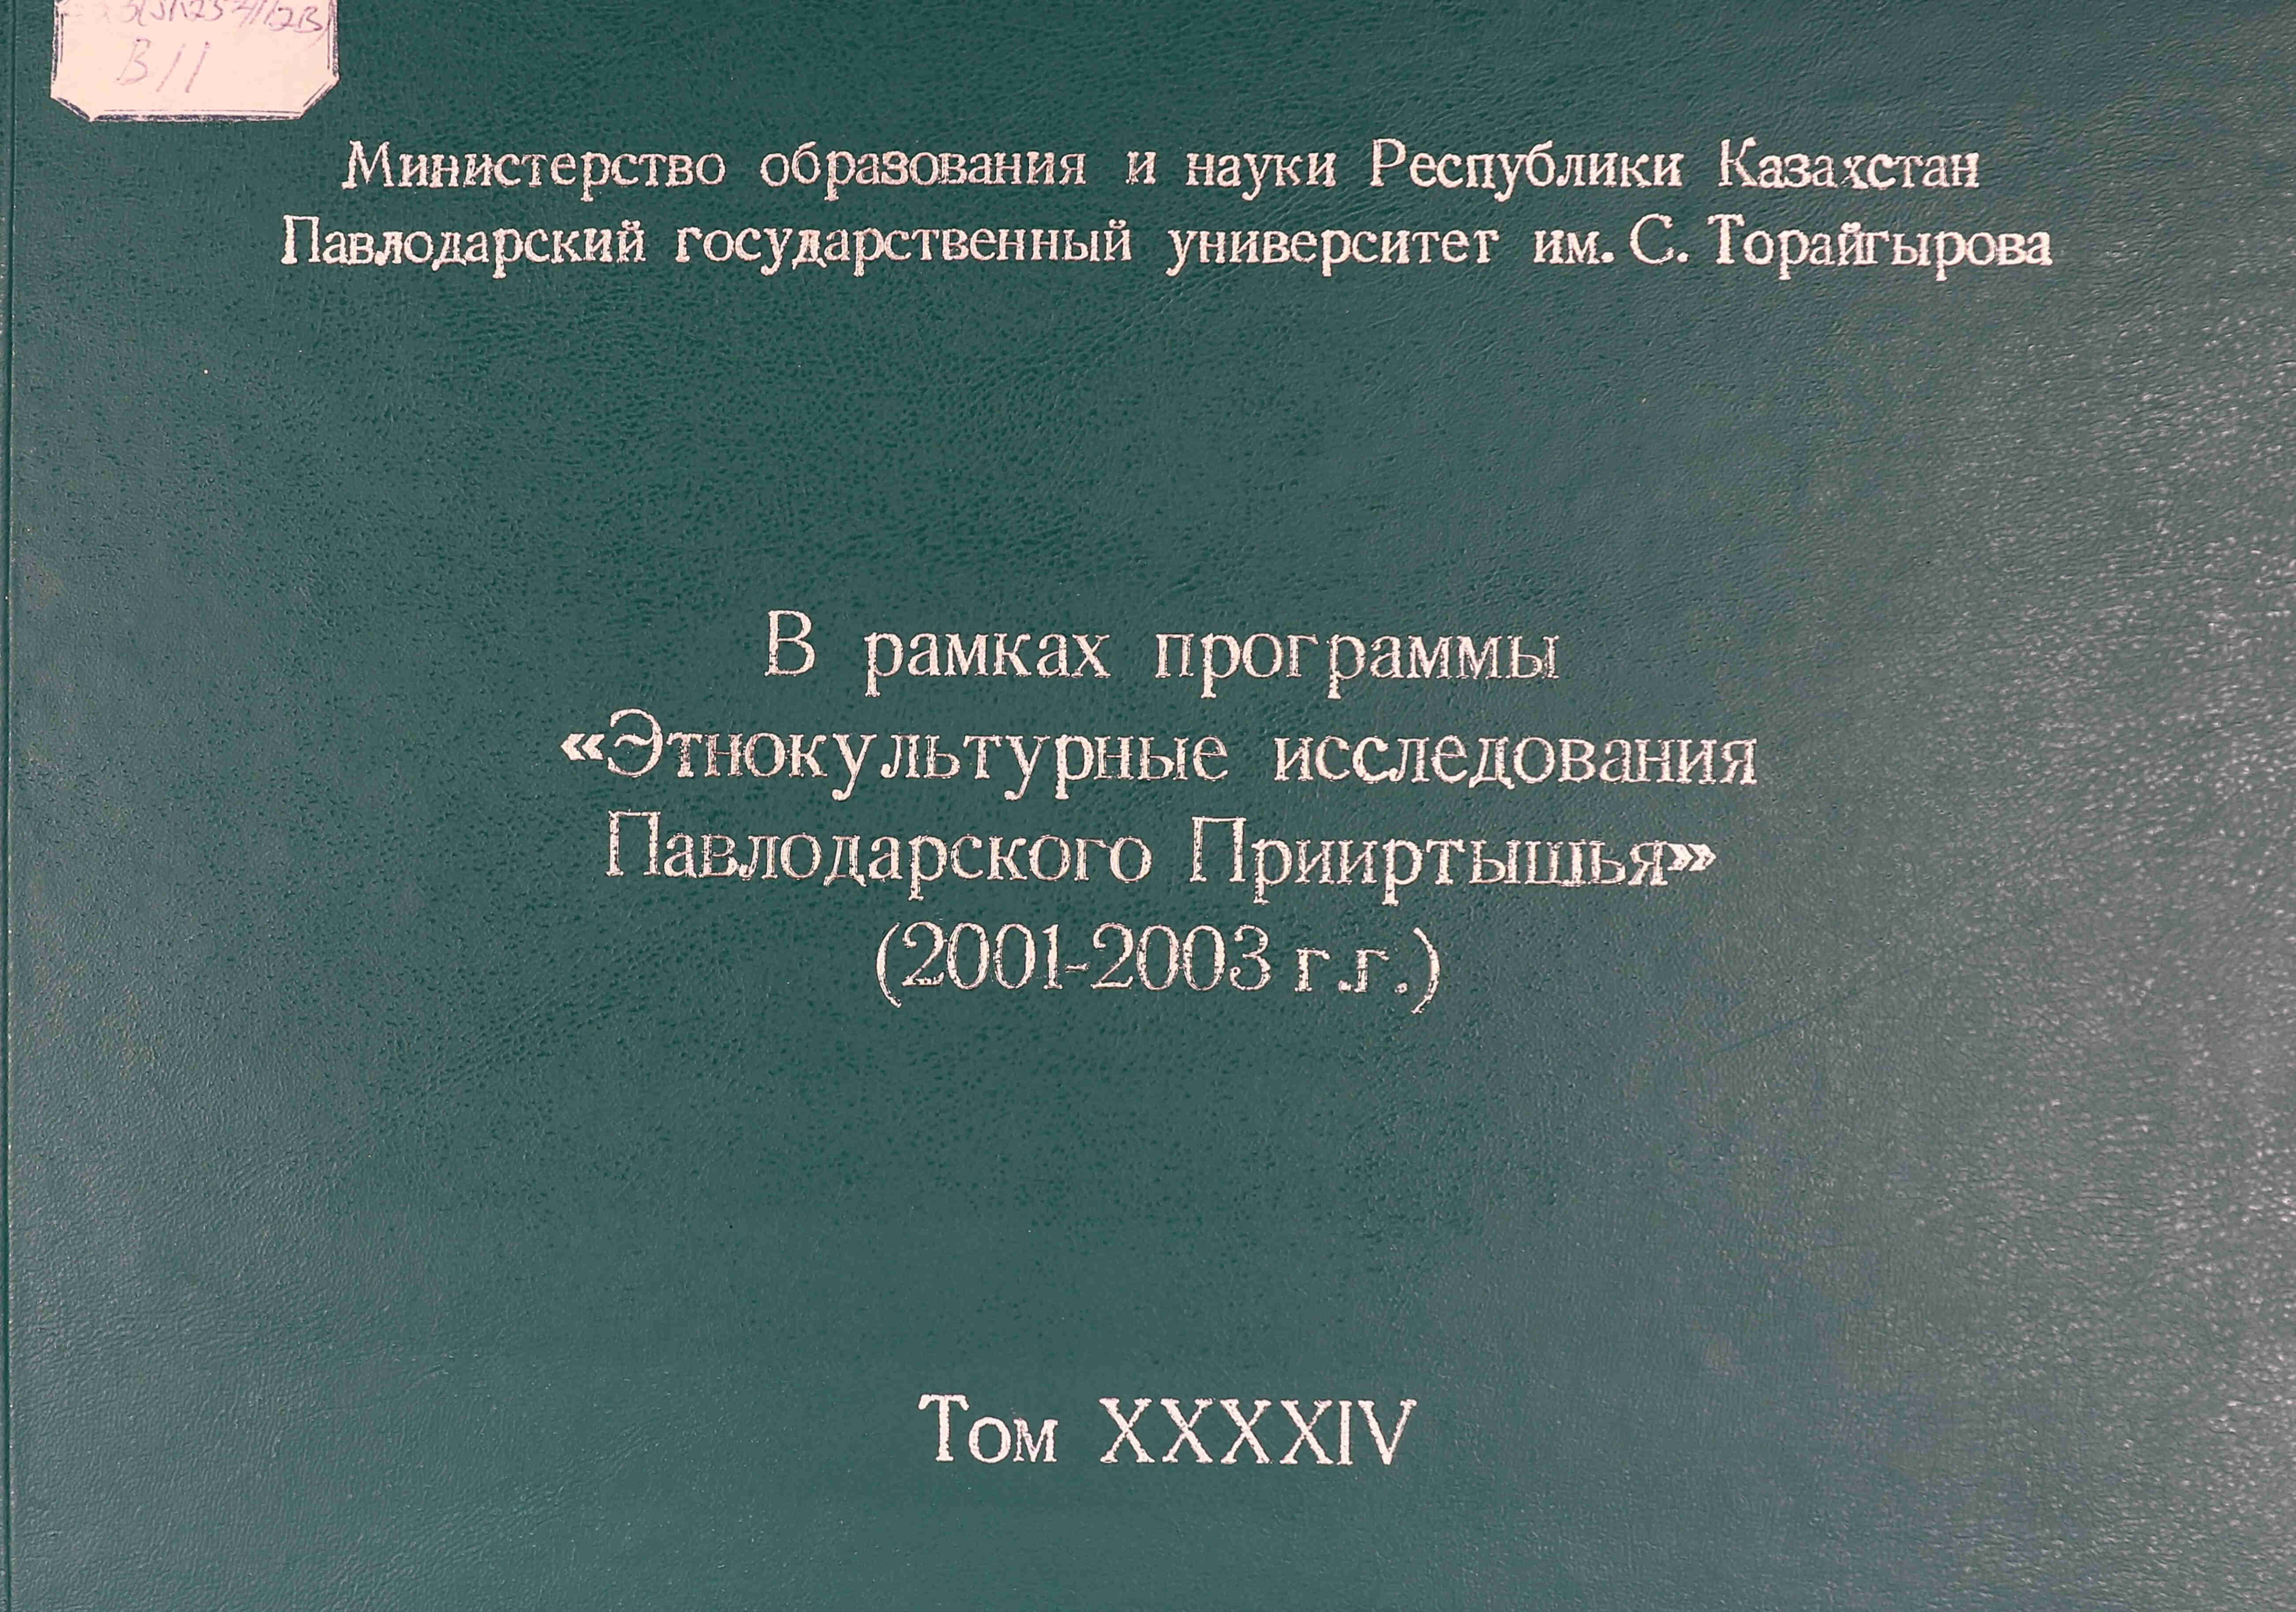 В11
Министерство образования и науки Республики Казахстан
Павлодарский государственный университет им. С. Торайгырова
В рамках программы
«Этнокультурные исследования
Павлодарского Прииртышья»
(2001-2003 г.г.)
Том XXXXIV